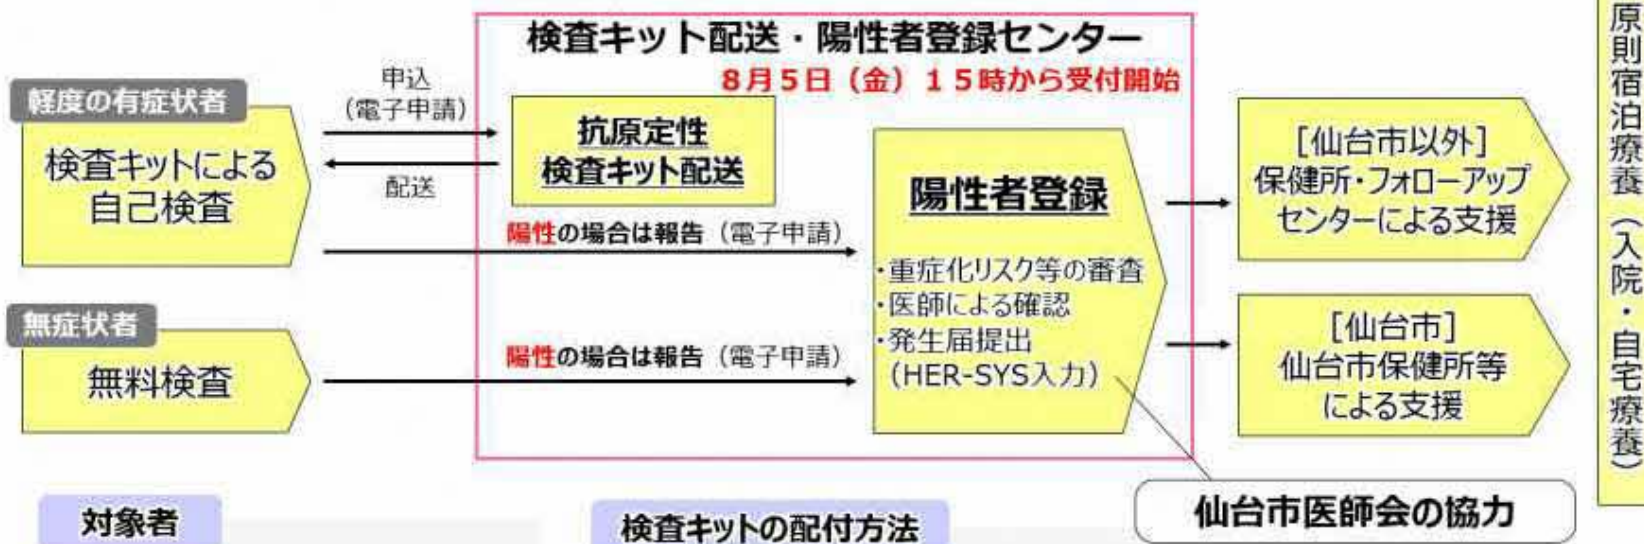 検査キット配送・陽性者登録センター
8月5日(金)15時から受付開始
軽度の有症状者
検査キットによる
自己検査
申込
(電子申請)
配送
抗原定性
検査キット配送
陽性の場合は報告(電子申請)
無症状者
無料検査
陽性の場合は報告(電子申請)
陽性者登録
・重症化リスク等の審査
・医師による確認
・発生届提出
(HER-SYS入力)
[仙台市以外]
保健所・フォローアップ
センターによる支援
[仙台市]
仙台市保健所等
による支援
原則宿泊療養(入院・自宅療養)
仙台市医師会の協力
対象者
検査キットの配付方法